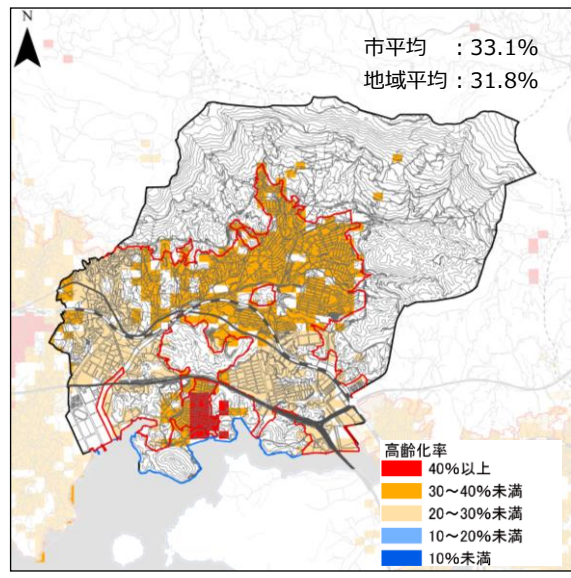 N
市平均 ：33.1%
地域平均：31.8%
高齢化率
40%以上
30～40%未満
20～30%未満
10～20%未満
10%未満